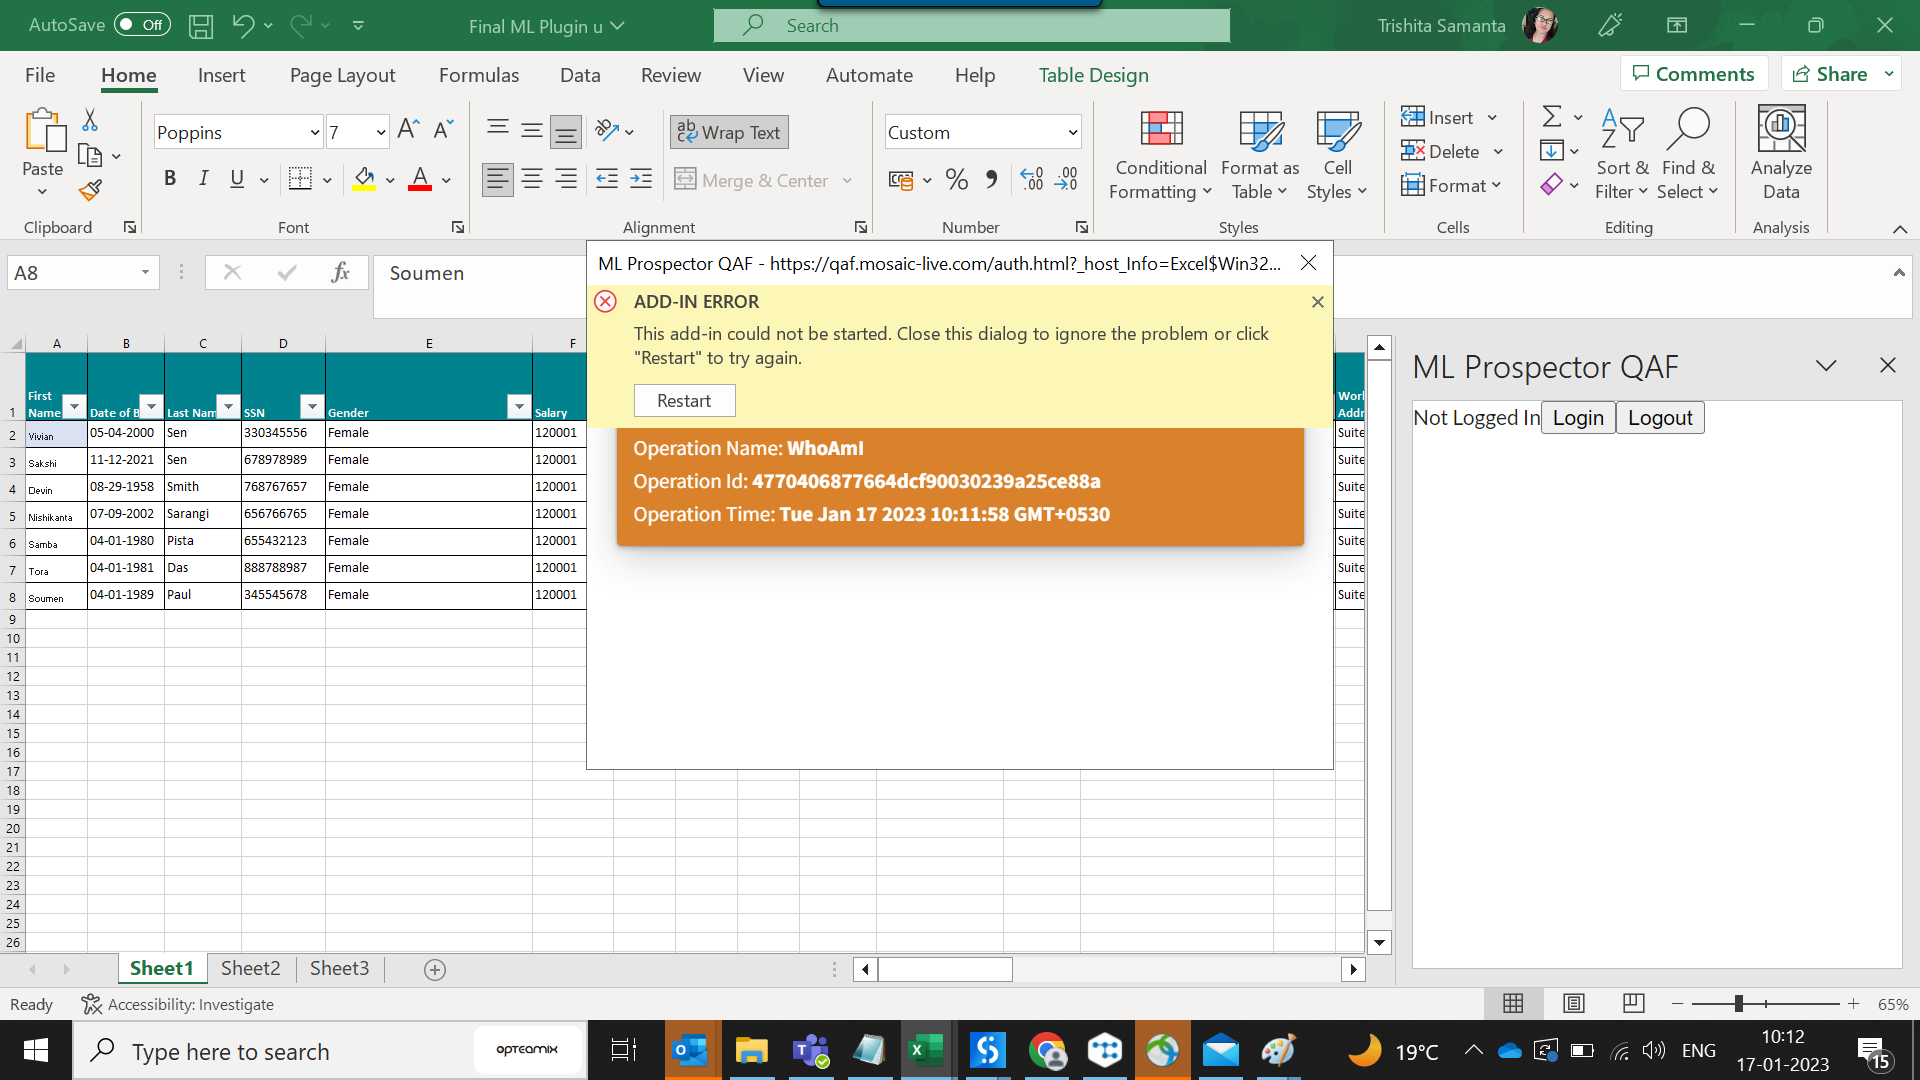 AutoSave Off Final ML Plugin u Search Trishita Samanta
File Home Insert Page Layout Formulas Data Review View Automate Help Table Design Comments Share
Paste
Clipboard
Poppins 7
B I U A
Font
ab Wrap Text
Merge & Center
Alignment
Custom
Number
Conditional Formatting
Format as Table
Cell Styles
Styles
Insert
Delete
Format
Cells
Sort & Filter
Find & Select
Editing
Analyze Data
Analysis
A8 fx Soumen
ML Prospector QAF - https://qaf.mosaic-live.com/auth.html?_host_Info=Excel$Win32...
ADD-IN ERROR
This add-in could not be started. Close this dialog to ignore the problem or click
"Restart" to try again.
Restart
Operation Name: WhoAmI
Operation Id: 4770406877664dcf90030239a25ce88a
Operation Time: Tue Jan 17 2023 10:11:58 GMT+0530
ML Prospector QAF
Not Logged In Login Logout
A B C D E F
1 First Name Date of B Last Nam SSN Gender Salary Worl Addr
2 Vivian 05-04-2000 Sen 330345556 Female 120001 Suite
3 Sakshi 11-12-2021 Sen 678978989 Female 120001 Suite
4 Devin 08-29-1958 Smith 768767657 Female 120001 Suite
5 Nishikanta 07-09-2002 Sarangi 656766765 Female 120001 Suite
6 Samba 04-01-1980 Pista 655432123 Female 120001 Suite
7 Tora 04-01-1981 Das 888788987 Female 120001 Suite
8 Soumen 04-01-1989 Paul 345545678 Female 120001 Suite
9
10
11
12
13
14
15
16
17
18
19
20
21
22
23
24
25
26
Sheet1 Sheet2 Sheet3
Ready Accessibility: Investigate 65%
Type here to search OPTEAMIX 19°C ENG 10:12
17-01-2023 15